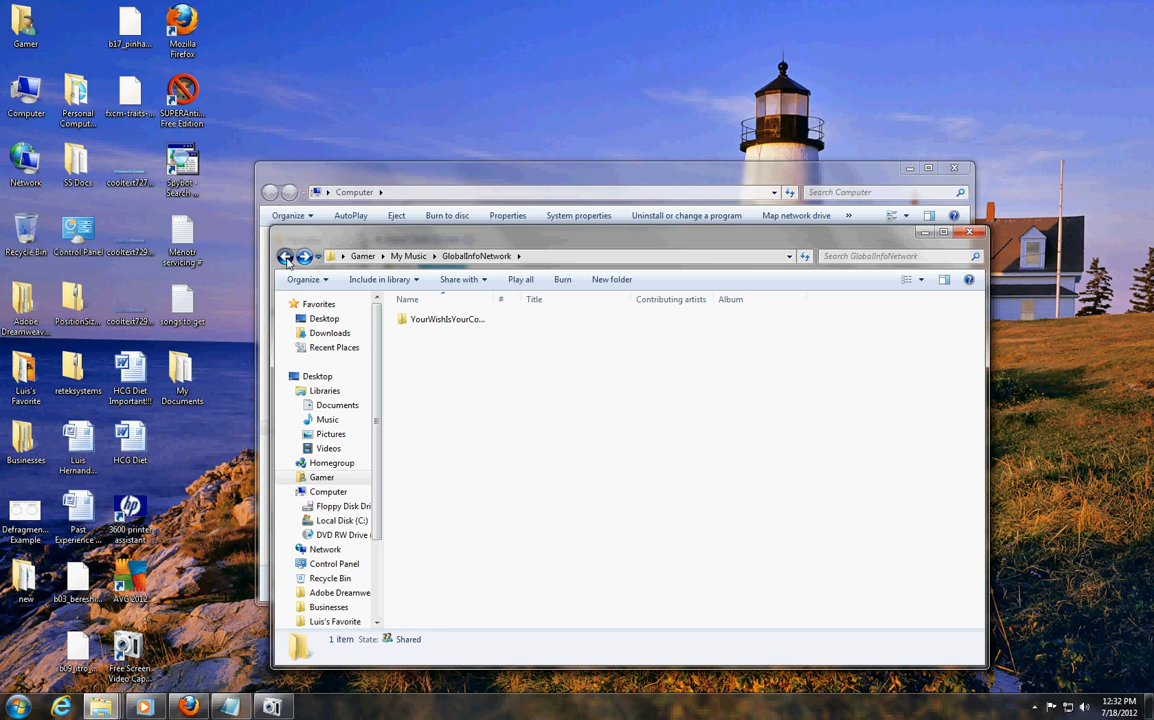 Gamer
b17_pinha...
Mozilla
Firefox
Computer
Personal
Comput...
fxcm-traits-...
SUPERAnti...
Free Edition
Network
SS Docs
cooltext727...
Spybot -
Search ...
Recycle Bin
Control Panel
cooltext729...
Menotr
servicing #
Adobe
Dreamweav...
PositionSiz...
cooltext729...
songs to get
Luis's
Favorite
reteksystems
HCG Diet
Important!!!
My
Documents
Businesses
Luis
Hernand...
HCG Diet
Defragmen...
Example
Past
Experience ...
3600 printer
assistant
new
b03_bereshi...
AVG 2012
b09_itro_...
Free Screen
Video Cap...
Computer
Search Computer
Organize
AutoPlay
Eject
Burn to disc
Properties
System properties
Uninstall or change a program
Map network drive
»
Gamer
My Music
GlobalInfoNetwork
Search GlobalInfoNetwork
Organize
Include in library
Share with
Play all
Burn
New folder
Name
#
Title
Contributing artists
Album
YourWishIsYourCo...
Favorites
Desktop
Downloads
Recent Places
Desktop
Libraries
Documents
Music
Pictures
Videos
Homegroup
Gamer
Computer
Floppy Disk Dri
Local Disk (C:)
DVD RW Drive (
Network
Control Panel
Recycle Bin
Adobe Dreamwe
Businesses
Luis's Favorite
1 item State: Shared
12:32 PM
7/18/2012